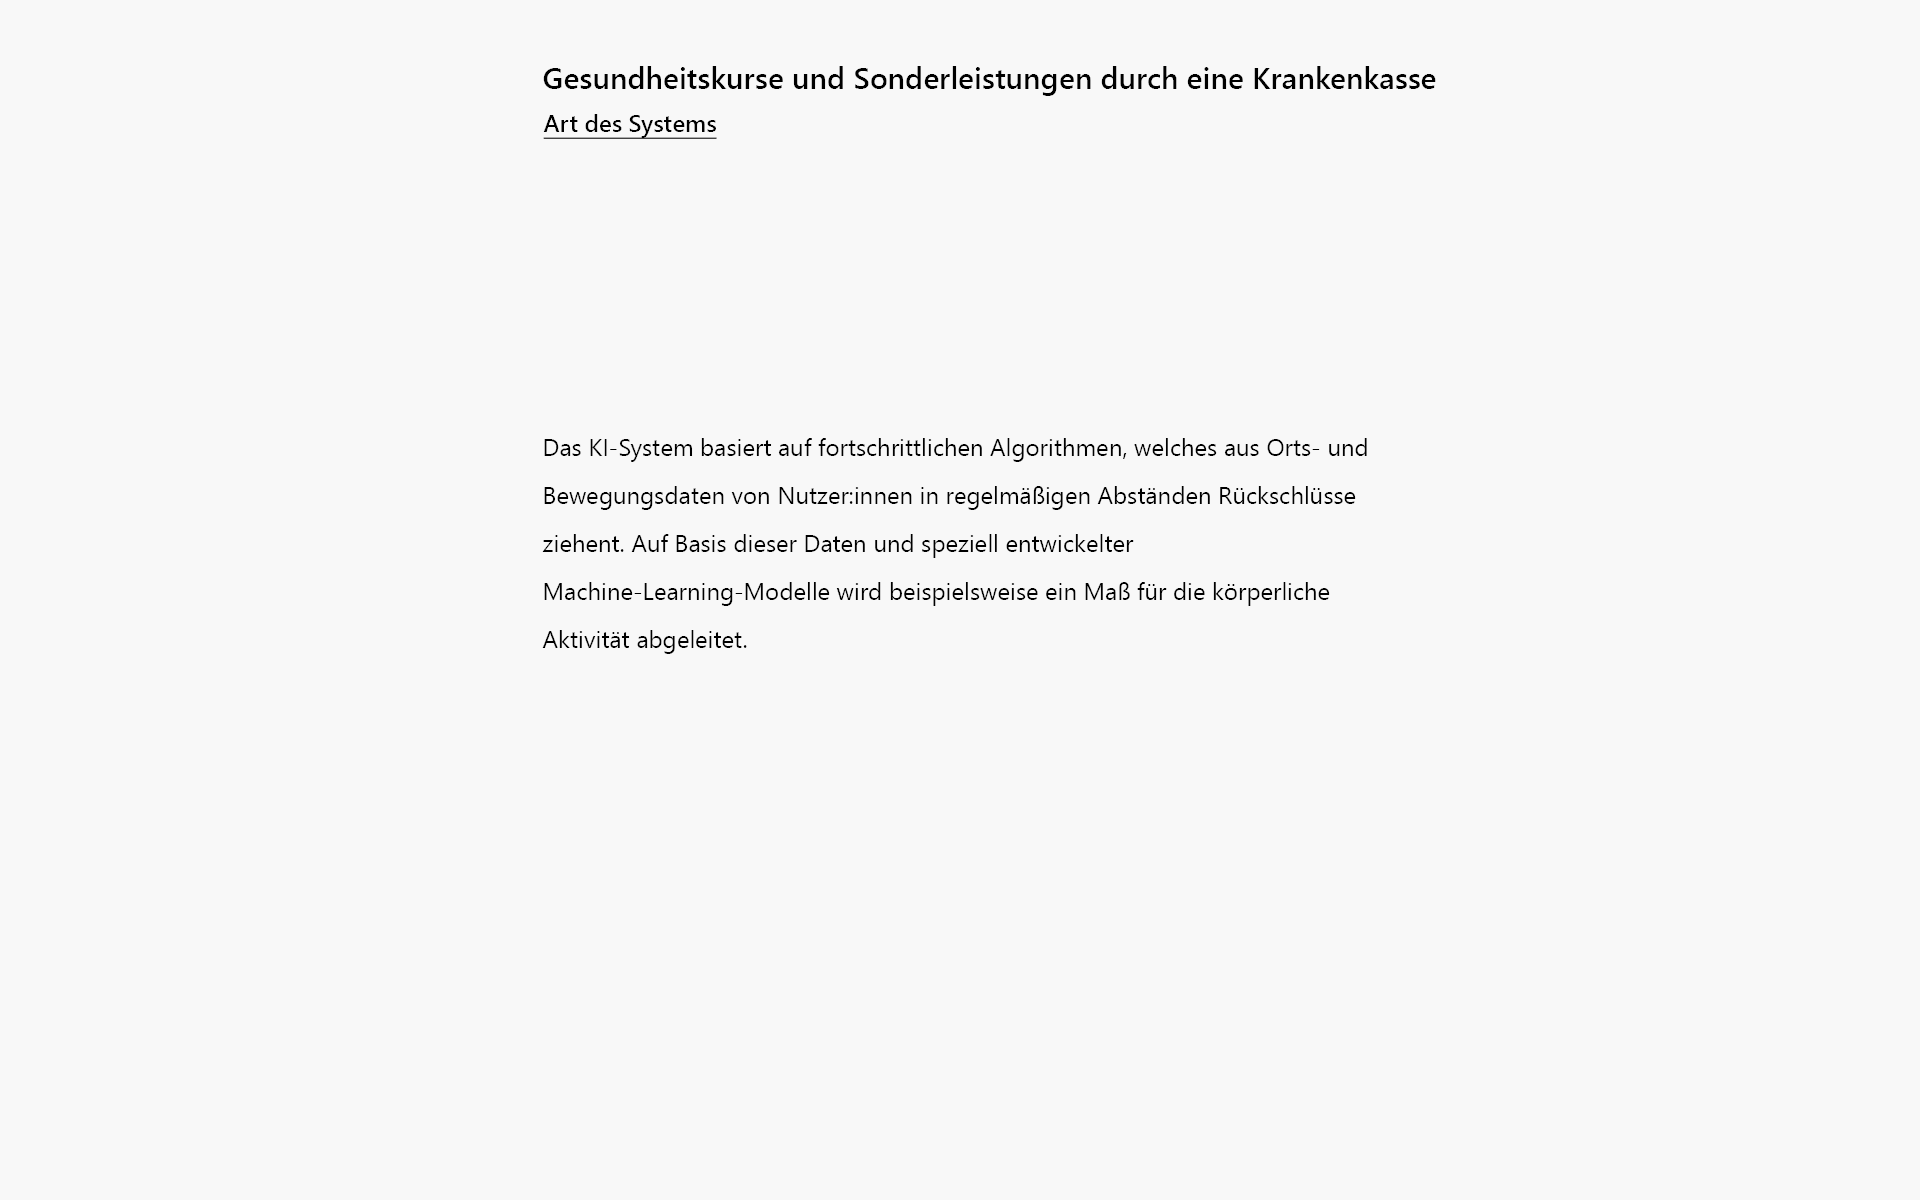 Gesundheitskurse und Sonderleistungen durch eine Krankenkasse
Art des Systems
Das KI-System basiert auf fortschrittlichen Algorithmen, welches aus Orts- und
Bewegungsdaten von Nutzer:innen in regelmäßigen Abständen Rückschlüsse
ziehent. Auf Basis dieser Daten und speziell entwickelter
Machine-Learning-Modelle wird beispielsweise ein Maß für die körperliche
Aktivität abgeleitet.